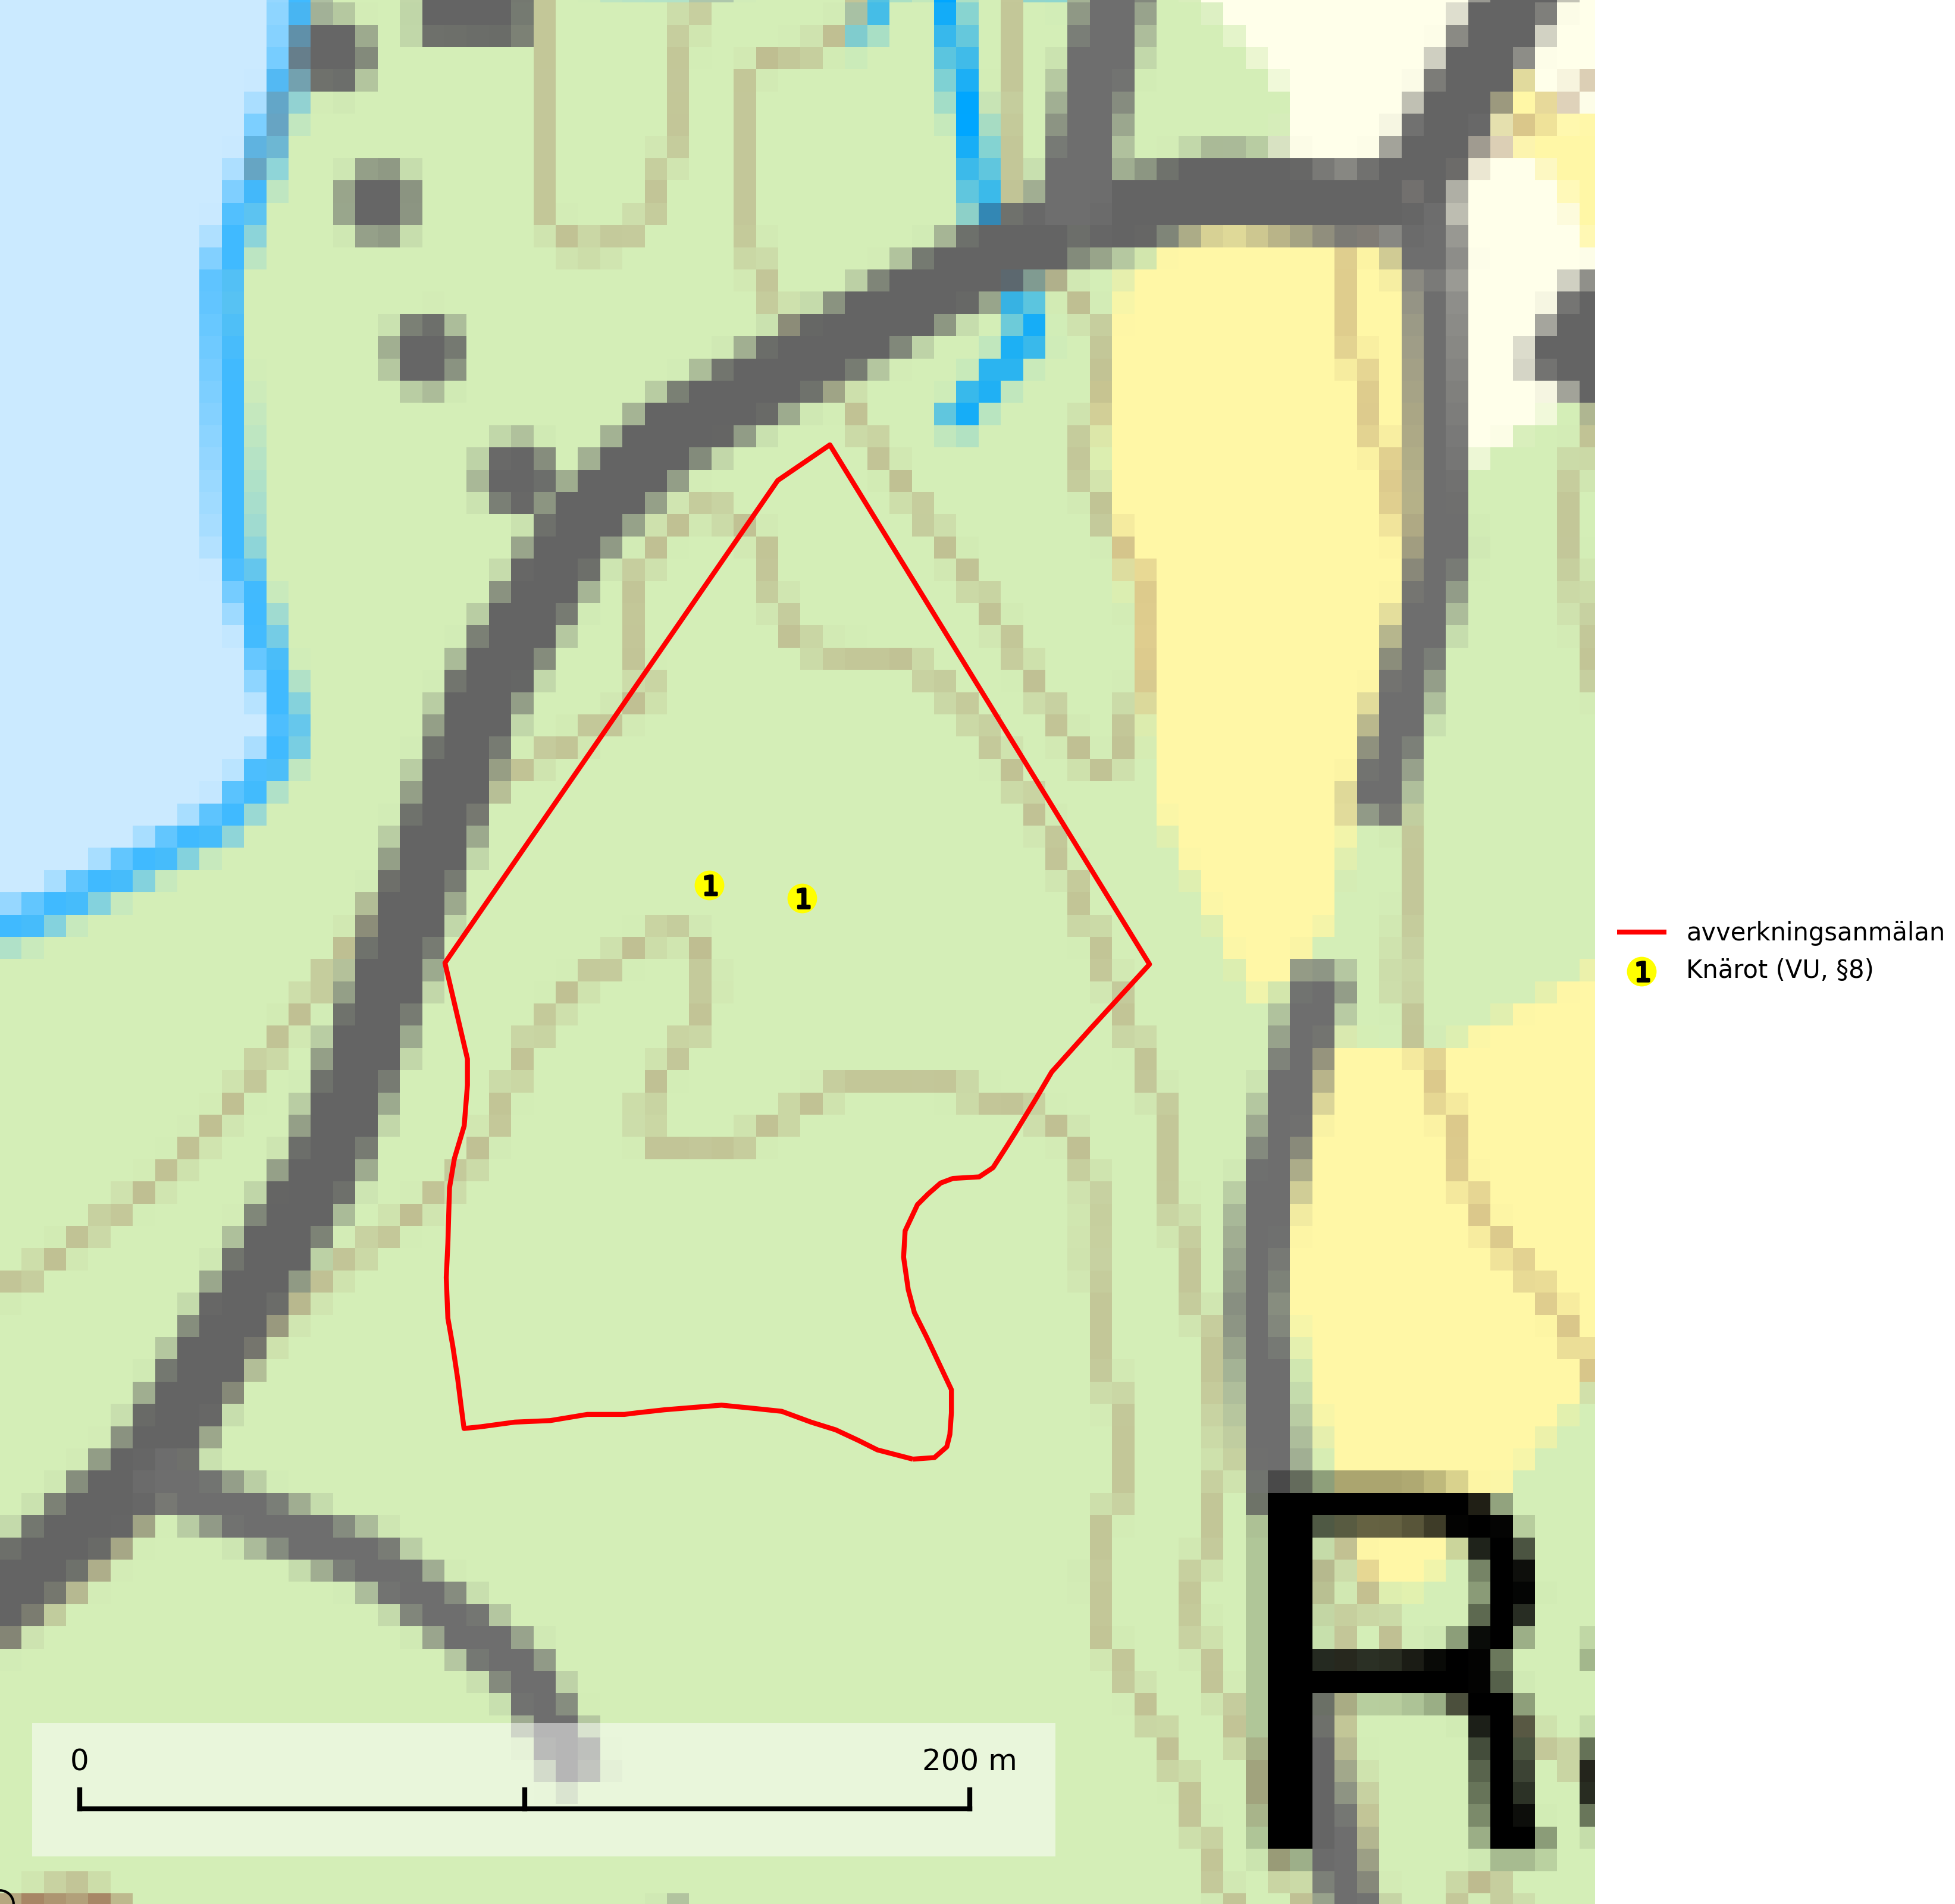 1
1
avverkningsanmälan
1 Knärot (VU, §8)
R
0 200 m